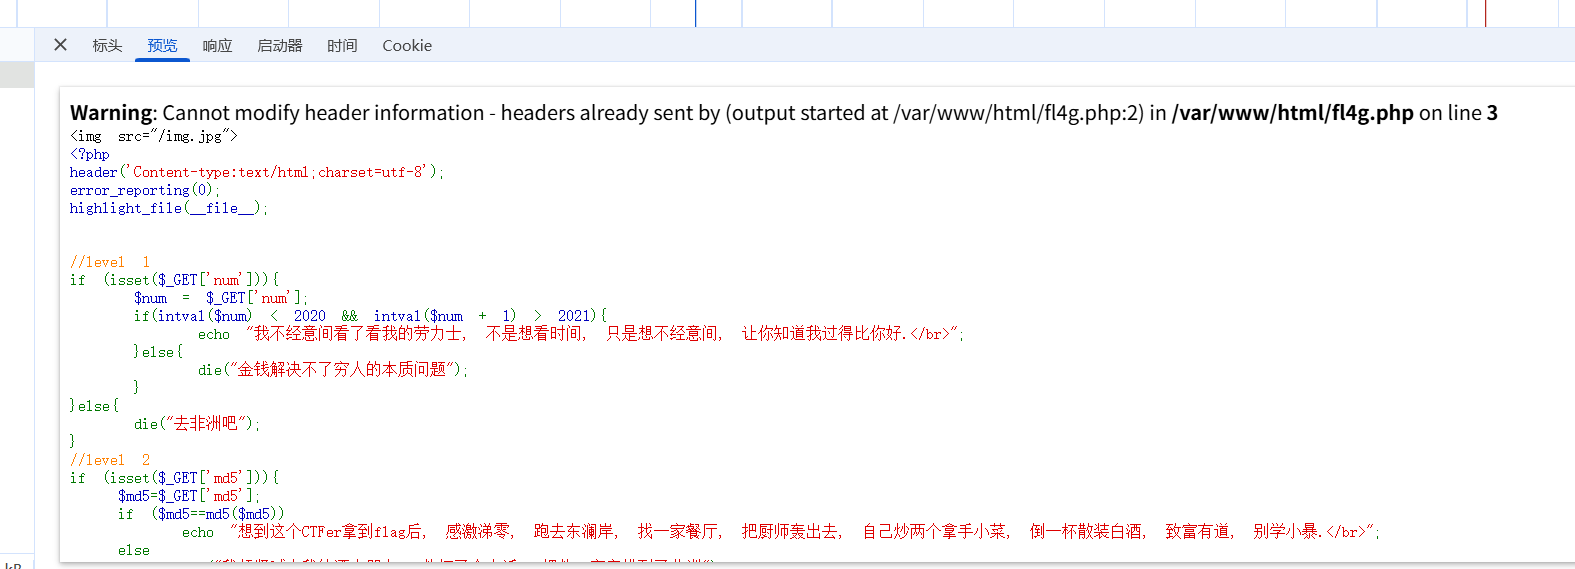 标头 预览 响应 启动器 时间 Cookie
Warning: Cannot modify header information - headers already sent by (output started at /var/www/html/fl4g.php:2) in /var/www/html/fl4g.php on line 3
<img src="/img.jpg">
<?php
header('Content-type:text/html;charset=utf-8');
error_reporting(0);
highlight_file(__file__);
//level 1
if (isset($_GET['num'])){
$num = $_GET['num'];
if(intval($num) < 2020 && intval($num + 1) > 2021){
echo "我不经意间看了看我的劳力士, 不是想看时间, 只是想不经意间, 让你知道我过得比你好.</br>";
}else{
die("金钱解决不了穷人的本质问题");
}
}else{
die("去非洲吧");
}
//level 2
if (isset($_GET['md5'])){
$md5=$_GET['md5'];
if ($md5==md5($md5))
echo "想到这个CTFer拿到flag后, 感激涕零, 跑去东澜岸, 找一家餐厅, 把厨师轰出去, 自己炒两个拿手小菜, 倒一杯散装白酒, 致富有道, 别学小暴.</br>";
else